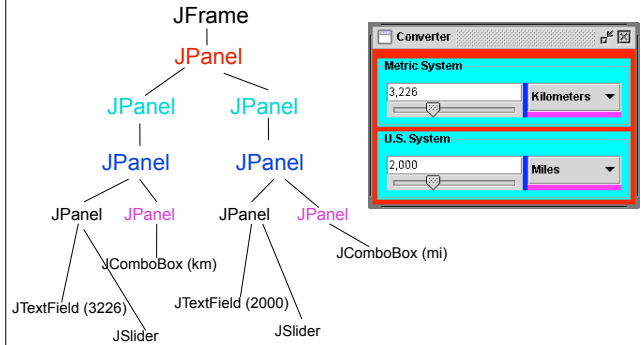 JFrame
JPanel
JPanel JPanel
JPanel JPanel
JPanel JPanel JPanel JPanel
JComboBox (km) JComboBox (mi)
JTextField (3226) JTextField (2000)
JSlider JSlider
Converter
Metric System
3,226 Kilometers
U.S. System
2,000 Miles